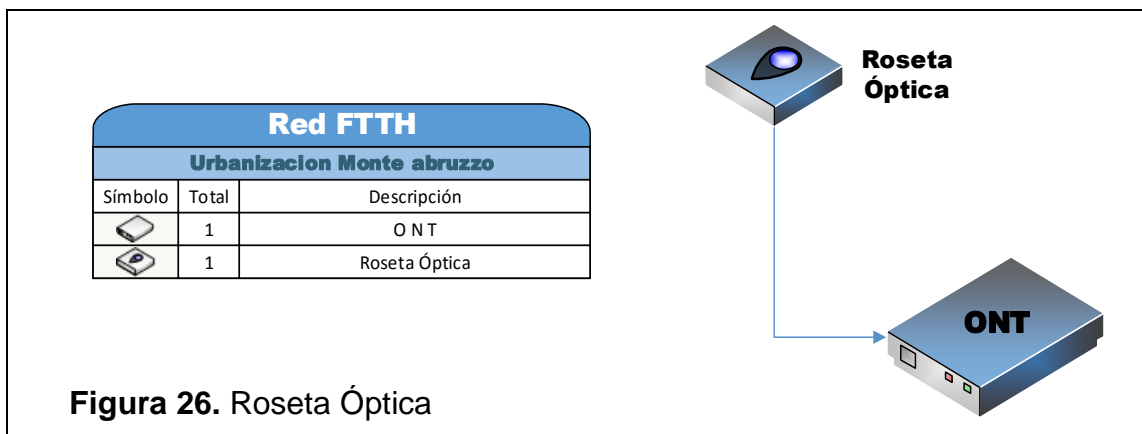 Red FTTH
Urbanizacion Monte abruzzo
Símbolo Total Descripción
1 O N T
1 Roseta Óptica
Roseta
Óptica
ONT
Figura 26. Roseta Óptica